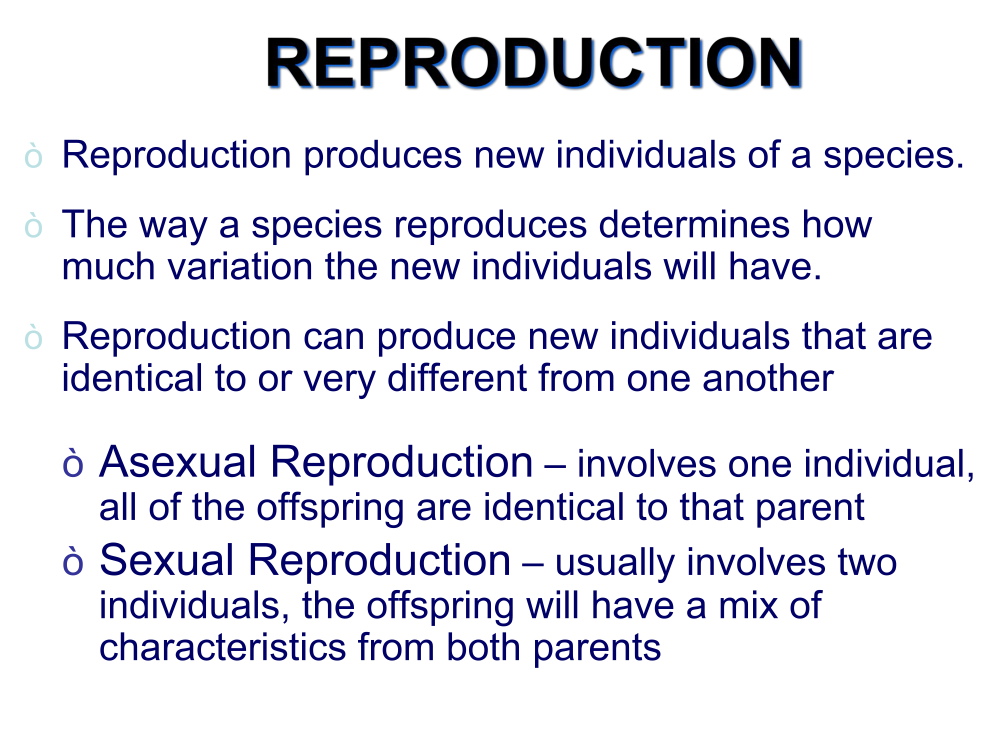 REPRODUCTION
ò Reproduction produces new individuals of a species.
ò The way a species reproduces determines how
much variation the new individuals will have.
ò Reproduction can produce new individuals that are
identical to or very different from one another
ò Asexual Reproduction – involves one individual,
all of the offspring are identical to that parent
ò Sexual Reproduction – usually involves two
individuals, the offspring will have a mix of
characteristics from both parents